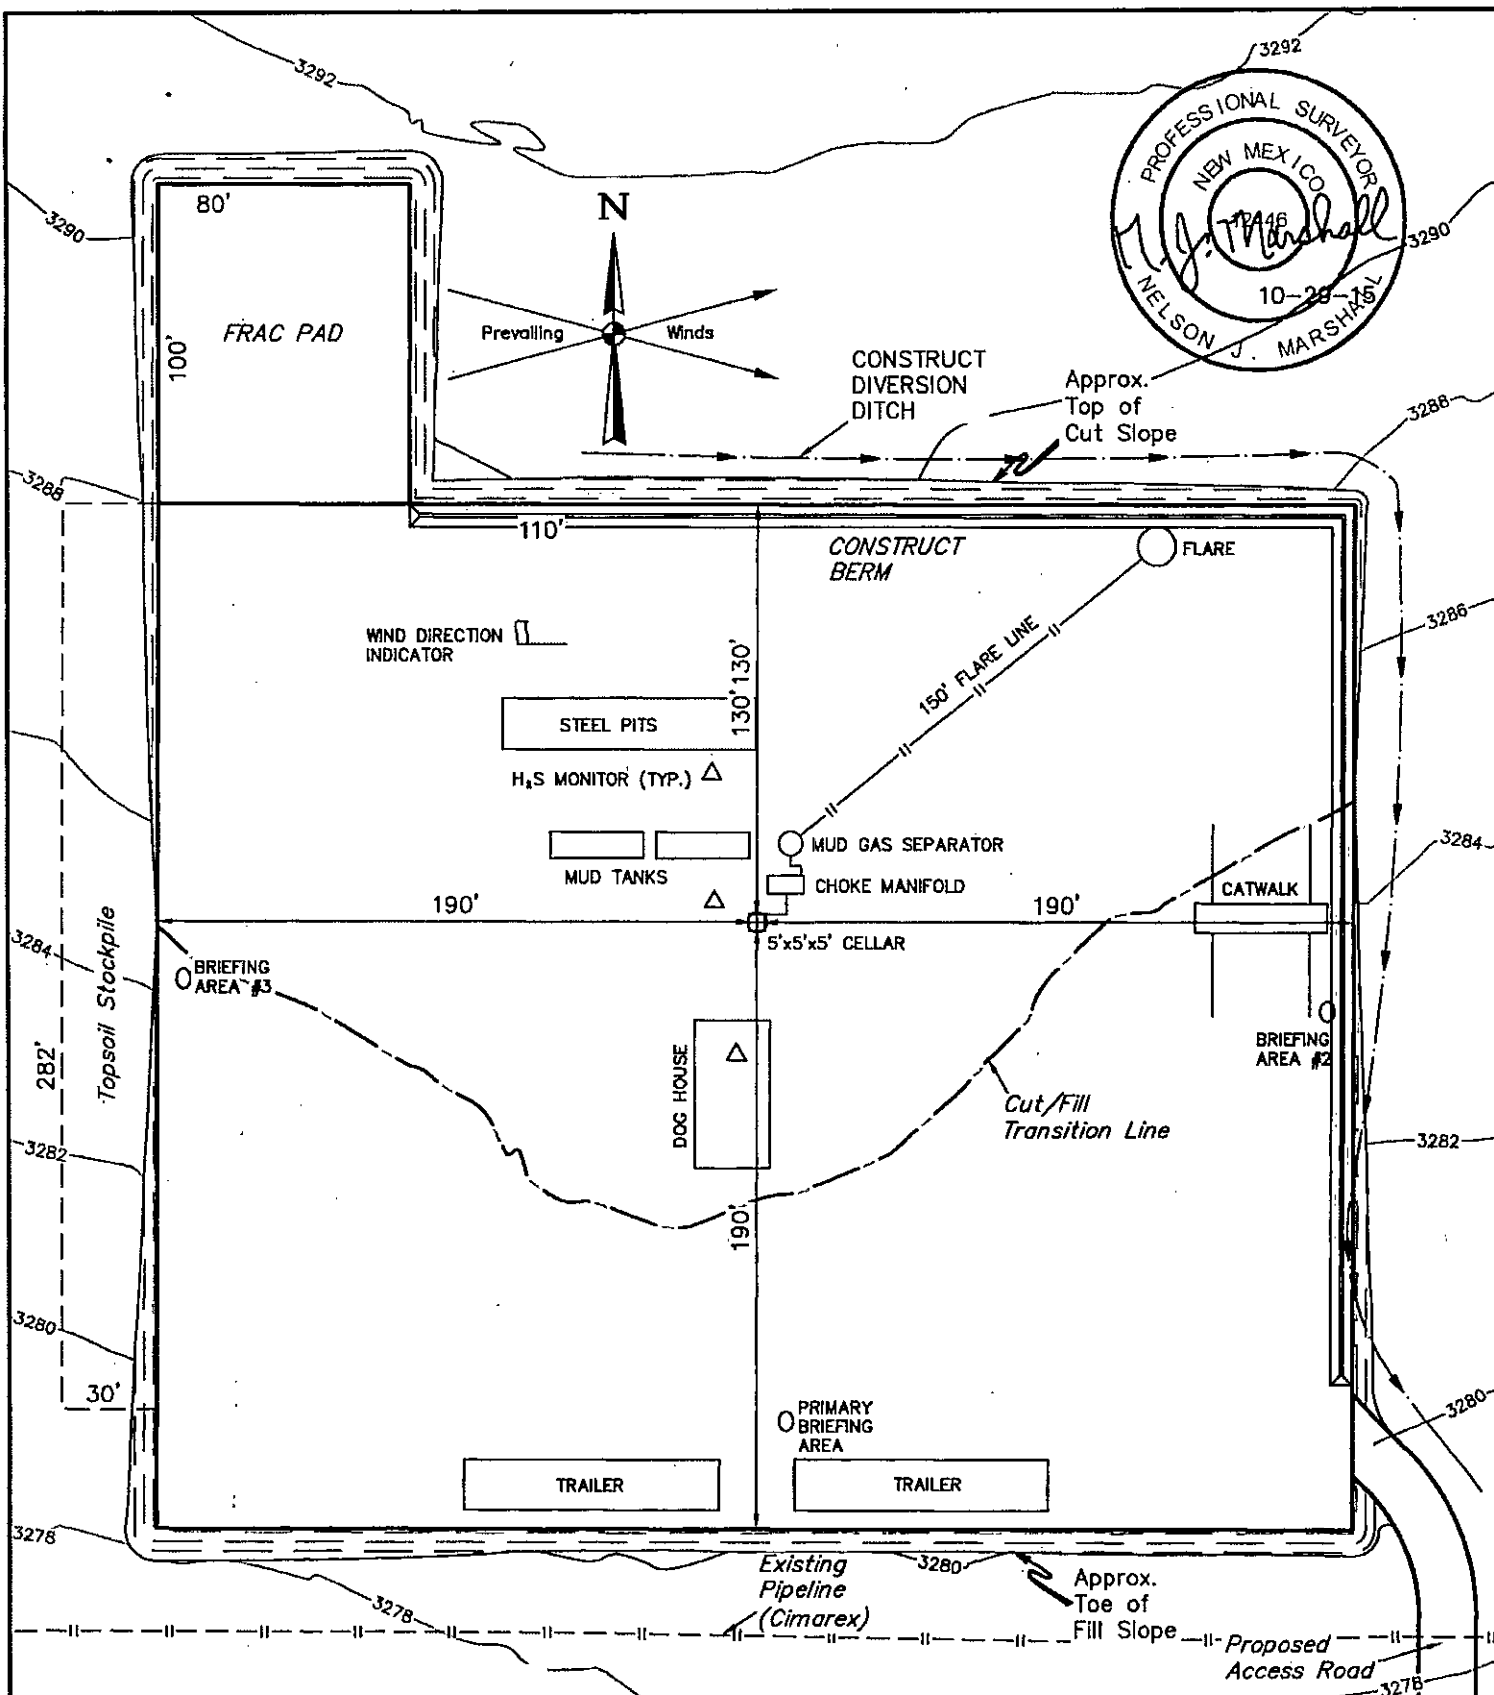 3292
3292
PROFESSIONAL SURVEYOR
NEW MEXICO
N. J. Marshall
10-29-15
NELSON J. MARSHALL
3290
3290
80'
100'
FRAC PAD
N
Prevailing
Winds
CONSTRUCT
DIVERSION
DITCH
Approx.
Top of
Cut Slope
3288
3288
110'
CONSTRUCT
BERM
FLARE
WIND DIRECTION
INDICATOR
130'
130'
150' FLARE LINE
3286
STEEL PITS
H₂S MONITOR (TYP.)
MUD TANKS
MUD GAS SEPARATOR
CHOKE MANIFOLD
3284
CATWALK
190'
190'
5'x5'x5' CELLAR
Topsoil Stockpile
3284
BRIEFING
AREA #3
282'
DOG HOUSE
BRIEFING
AREA #2
Cut/Fill
Transition Line
3282
3282
190'
3280
30'
3280
PRIMARY
BRIEFING
AREA
TRAILER
TRAILER
3278
Existing
Pipeline
(Cimarex)
3280
Approx.
Toe of
Fill Slope
3278
Proposed
Access Road
3278